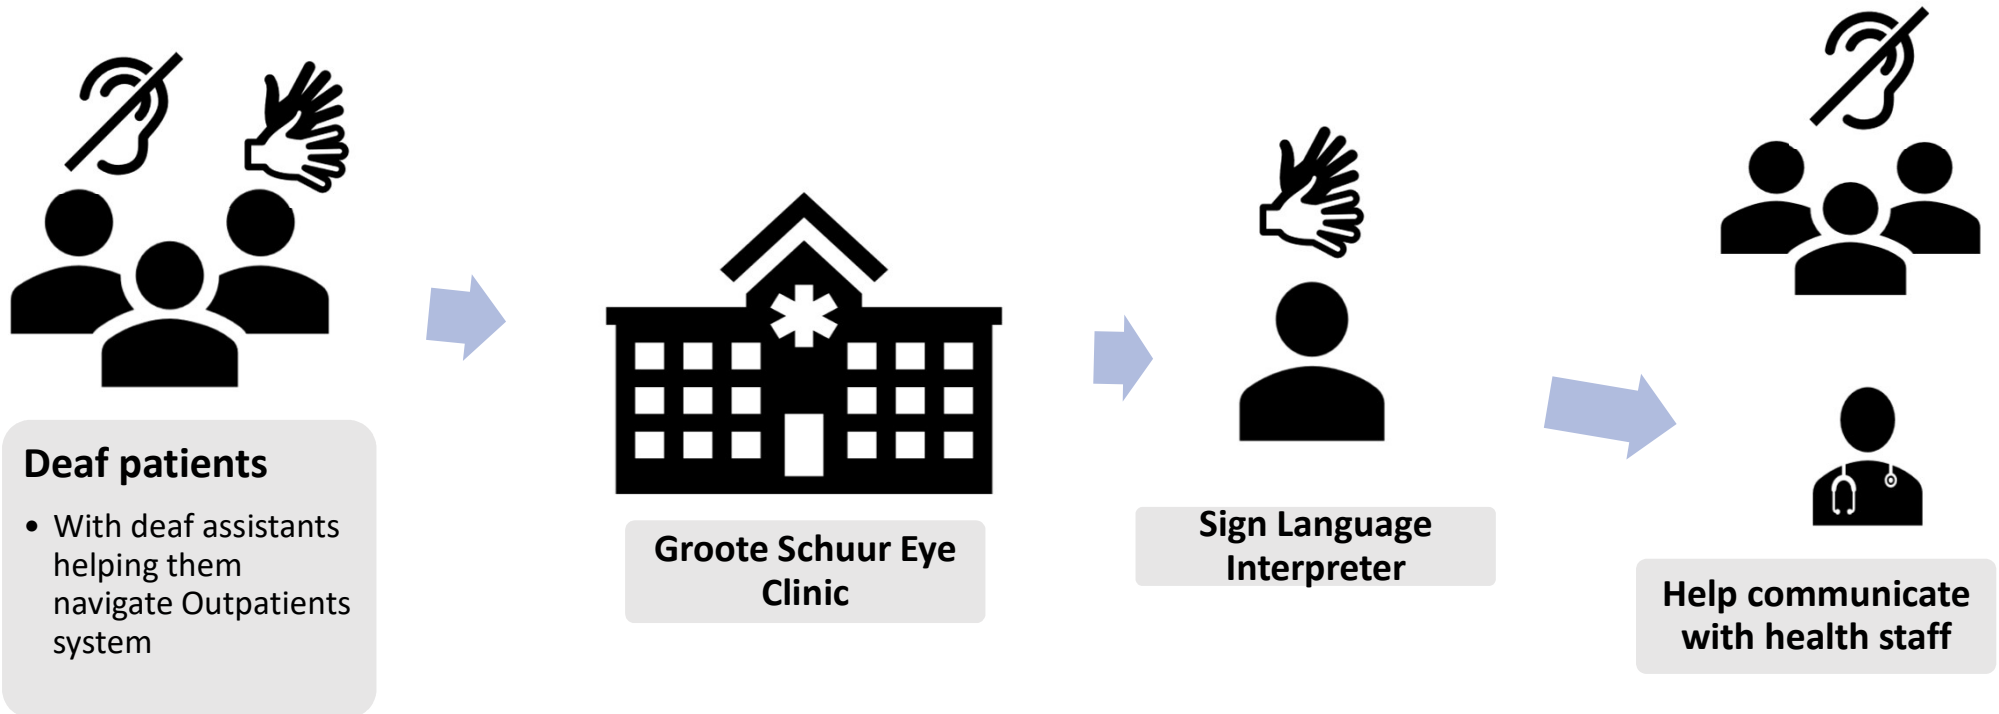 Deaf patients
• With deaf assistants
helping them
navigate Outpatients
system
Groote Schuur Eye
Clinic
Sign Language
Interpreter
Help communicate
with health staff